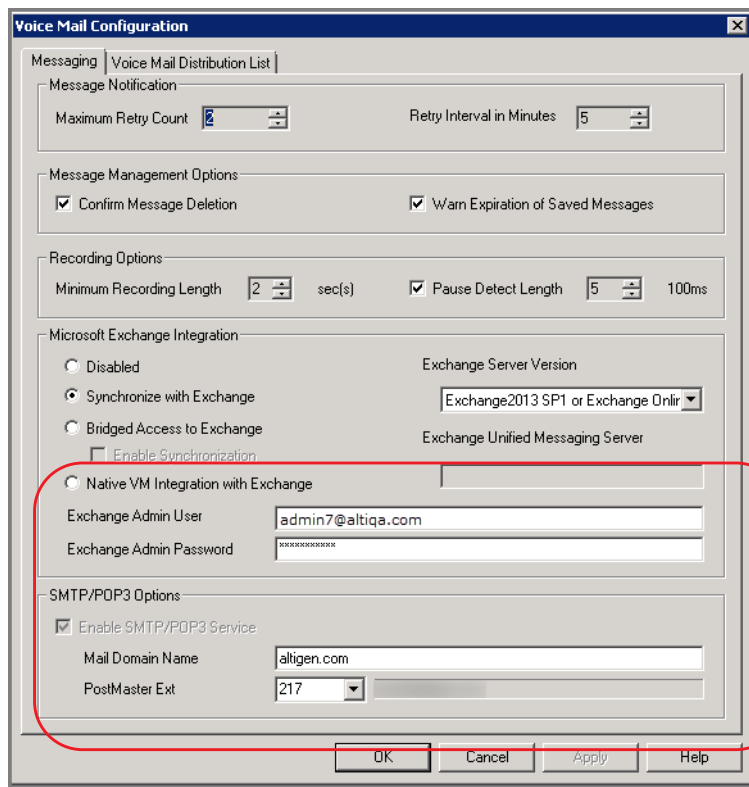 Voice Mail Configuration
Messaging Voice Mail Distribution List
Message Notification
Maximum Retry Count 2 Retry Interval in Minutes 5
Message Management Options
Confirm Message Deletion Warn Expiration of Saved Messages
Recording Options
Minimum Recording Length 2 sec(s) Pause Detect Length 5 100ms
Microsoft Exchange Integration
Disabled Exchange Server Version
Synchronize with Exchange Exchange2013 SP1 or Exchange Onlir
Bridged Access to Exchange Exchange Unified Messaging Server
Enable Synchronization
Native VM Integration with Exchange
Exchange Admin User admin7@altiqa.com
Exchange Admin Password ***********
SMTP/POP3 Options
Enable SMTP/POP3 Service
Mail Domain Name altigen.com
PostMaster Ext 217
OK Cancel Apply Help